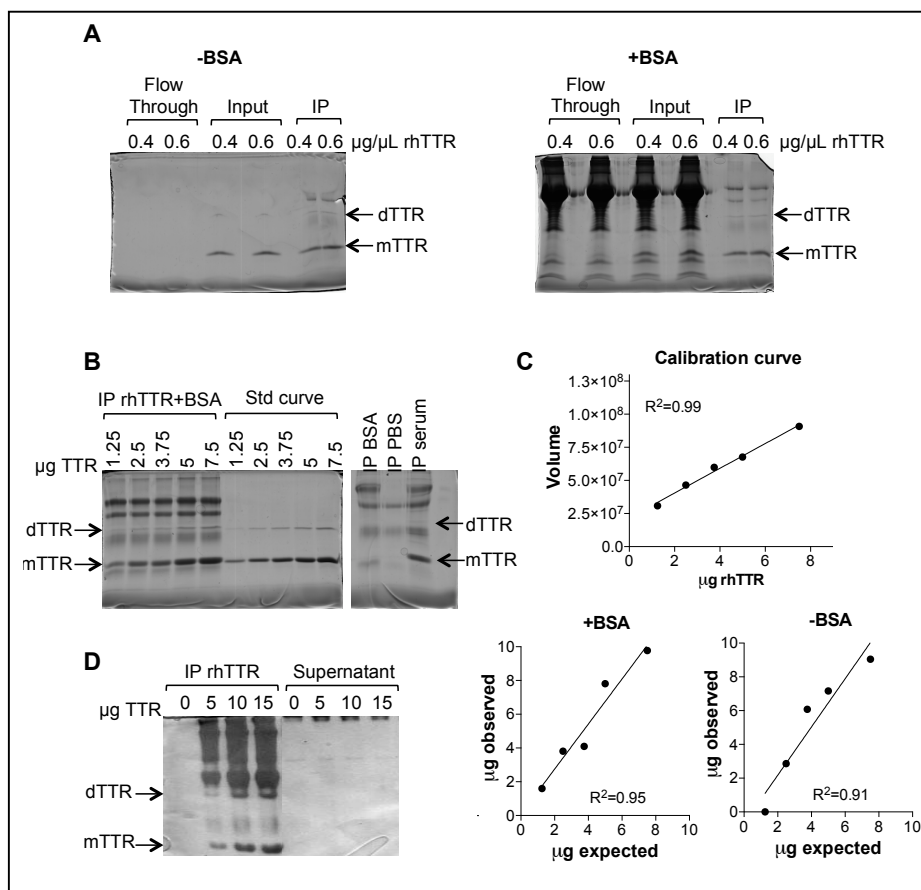 A
-BSA
Flow Through Input IP
0.4 0.6 0.4 0.6 0.4 0.6 µg/µL rhTTR
dTTR
mTTR
+BSA
Flow Through Input IP
0.4 0.6 0.4 0.6 0.4 0.6 µg/µL rhTTR
dTTR
mTTR
B
IP rhTTR+BSA Std curve
µg TTR 1.25 2.5 3.75 5 7.5 1.25 2.5 3.75 5 7.5
IP BSA IP PBS IP serum
dTTR
mTTR
dTTR
mTTR
C
Calibration curve
R²=0.99
Volume
1.3×10⁸
1.0×10⁸
7.5×10⁷
5.0×10⁷
2.5×10⁷
0.0
0 2 4 6 8
µg rhTTR
+BSA
µg observed
10
8
6
4
2
0
R²=0.95
0 2 4 6 8 10
µg expected
-BSA
µg observed
10
8
6
4
2
0
R²=0.91
0 2 4 6 8 10
µg expected
D
IP rhTTR Supernatant
µg TTR 0 5 10 15 0 5 10 15
dTTR
mTTR